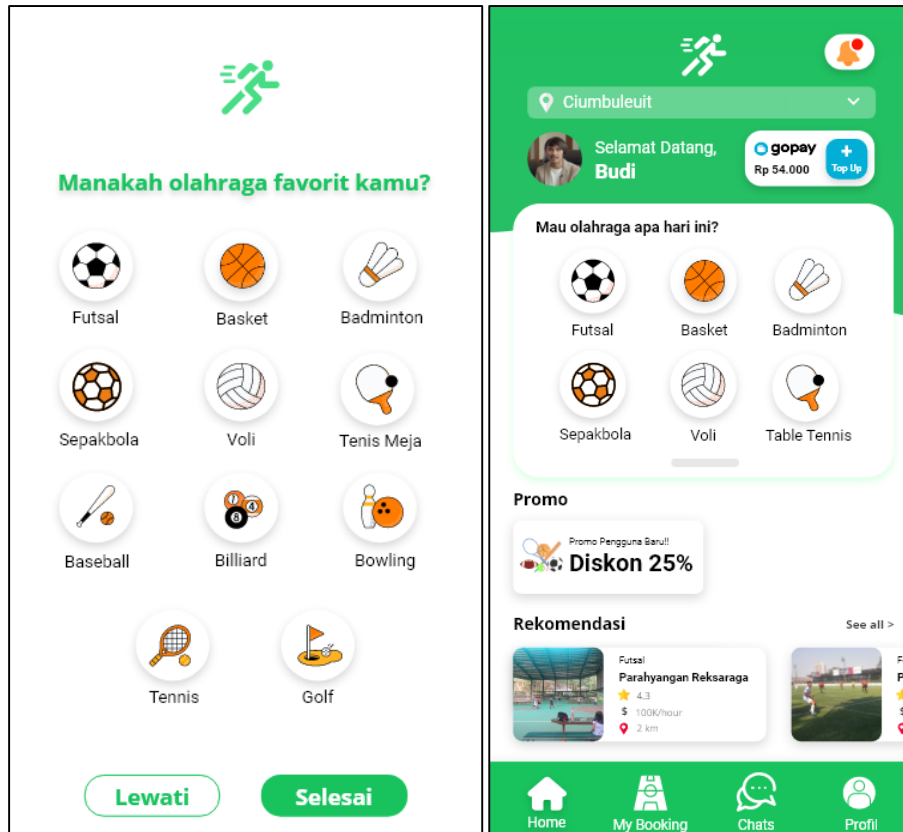 Manakah olahraga favorit kamu?
Futsal
Basket
Badminton
Sepakbola
Voli
Tenis Meja
Baseball
Billiard
Bowling
Tennis
Golf
Lewati
Selesai
Ciumbuleuit
Selamat Datang,
Budi
gopay
Rp 54.000
+
Top Up
Mau olahraga apa hari ini?
Futsal
Basket
Badminton
Sepakbola
Voli
Table Tennis
Promo
Promo Pengguna Baru!!
Diskon 25%
Rekomendasi
See all >
Futsal
Parahyangan Reksaraga
4.3
$ 100K/hour
2 km
Home
My Booking
Chats
Profil